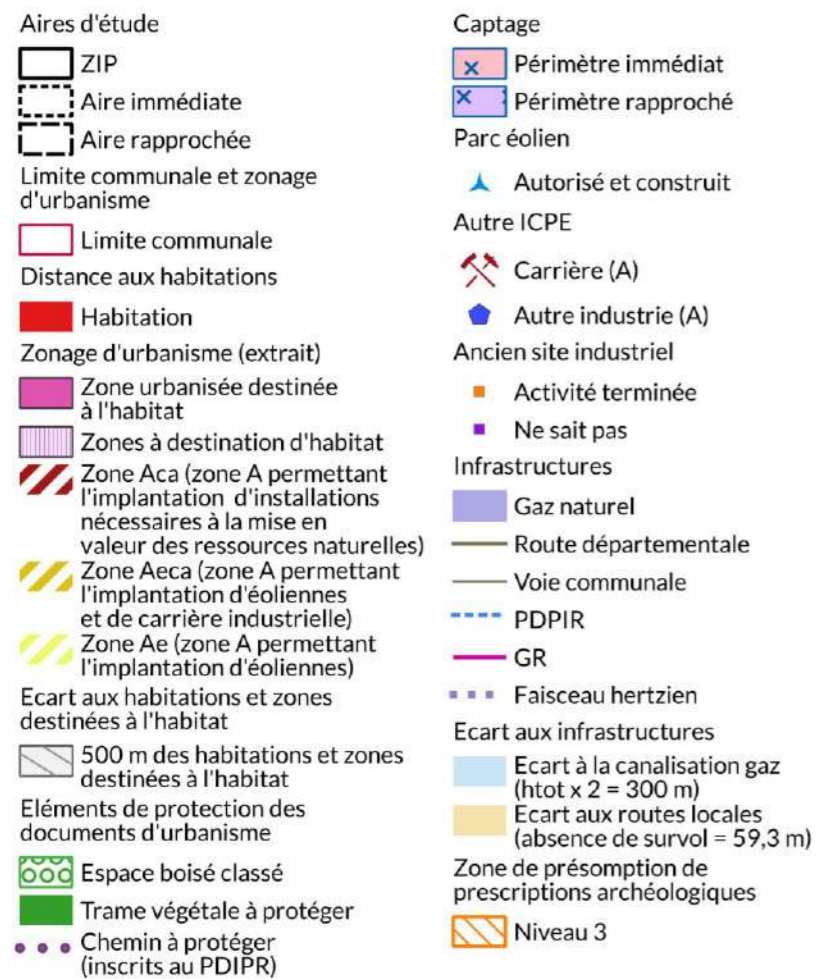 Aires d'étude
ZIP
Aire immédiate
Aire rapprochée
Limite communale et zonage
d'urbanisme
Limite communale
Distance aux habitations
Habitation
Zonage d'urbanisme (extrait)
Zone urbanisée destinée
à l'habitat
Zones à destination d'habitat
Zone Aca (zone A permettant
l'implantation d'installations
nécessaires à la mise en
valeur des ressources naturelles)
Zone Aeca (zone A permettant
l'implantation d'éoliennes
et de carrière industrielle)
Zone Ae (zone A permettant
l'implantation d'éoliennes)
Ecart aux habitations et zones
destinées à l'habitat
500 m des habitations et zones
destinées à l'habitat
Eléments de protection des
documents d'urbanisme
Espace boisé classé
Trame végétale à protéger
Chemin à protéger
(inscrits au PDIPR)
Captage
Périmètre immédiat
Périmètre rapproché
Parc éolien
Autorisé et construit
Autre ICPE
Carrière (A)
Autre industrie (A)
Ancien site industriel
Activité terminée
Ne sait pas
Infrastructures
Gaz naturel
Route départementale
Voie communale
PDPIR
GR
Faisceau hertzien
Ecart aux infrastructures
Ecart à la canalisation gaz
(htot x 2 = 300 m)
Ecart aux routes locales
(absence de survol = 59,3 m)
Zone de présomption de
prescriptions archéologiques
Niveau 3